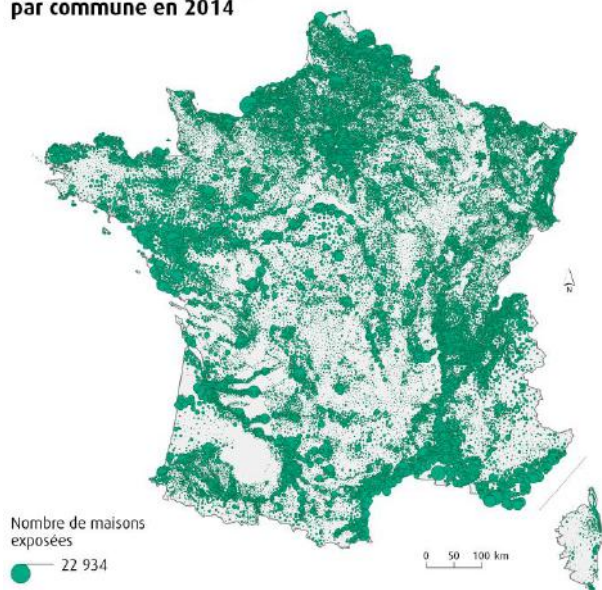 par commune en 2014
N
Nombre de maisons
exposées
22 934
0 50 100 km